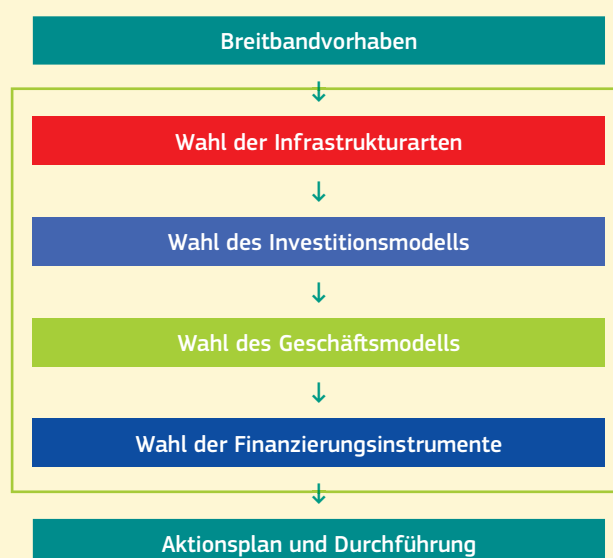 Breitbandvorhaben
↓
Wahl der Infrastrukturarten
↓
Wahl des Investitionsmodells
↓
Wahl des Geschäftsmodells
↓
Wahl der Finanzierungsinstrumente
↓
Aktionsplan und Durchführung